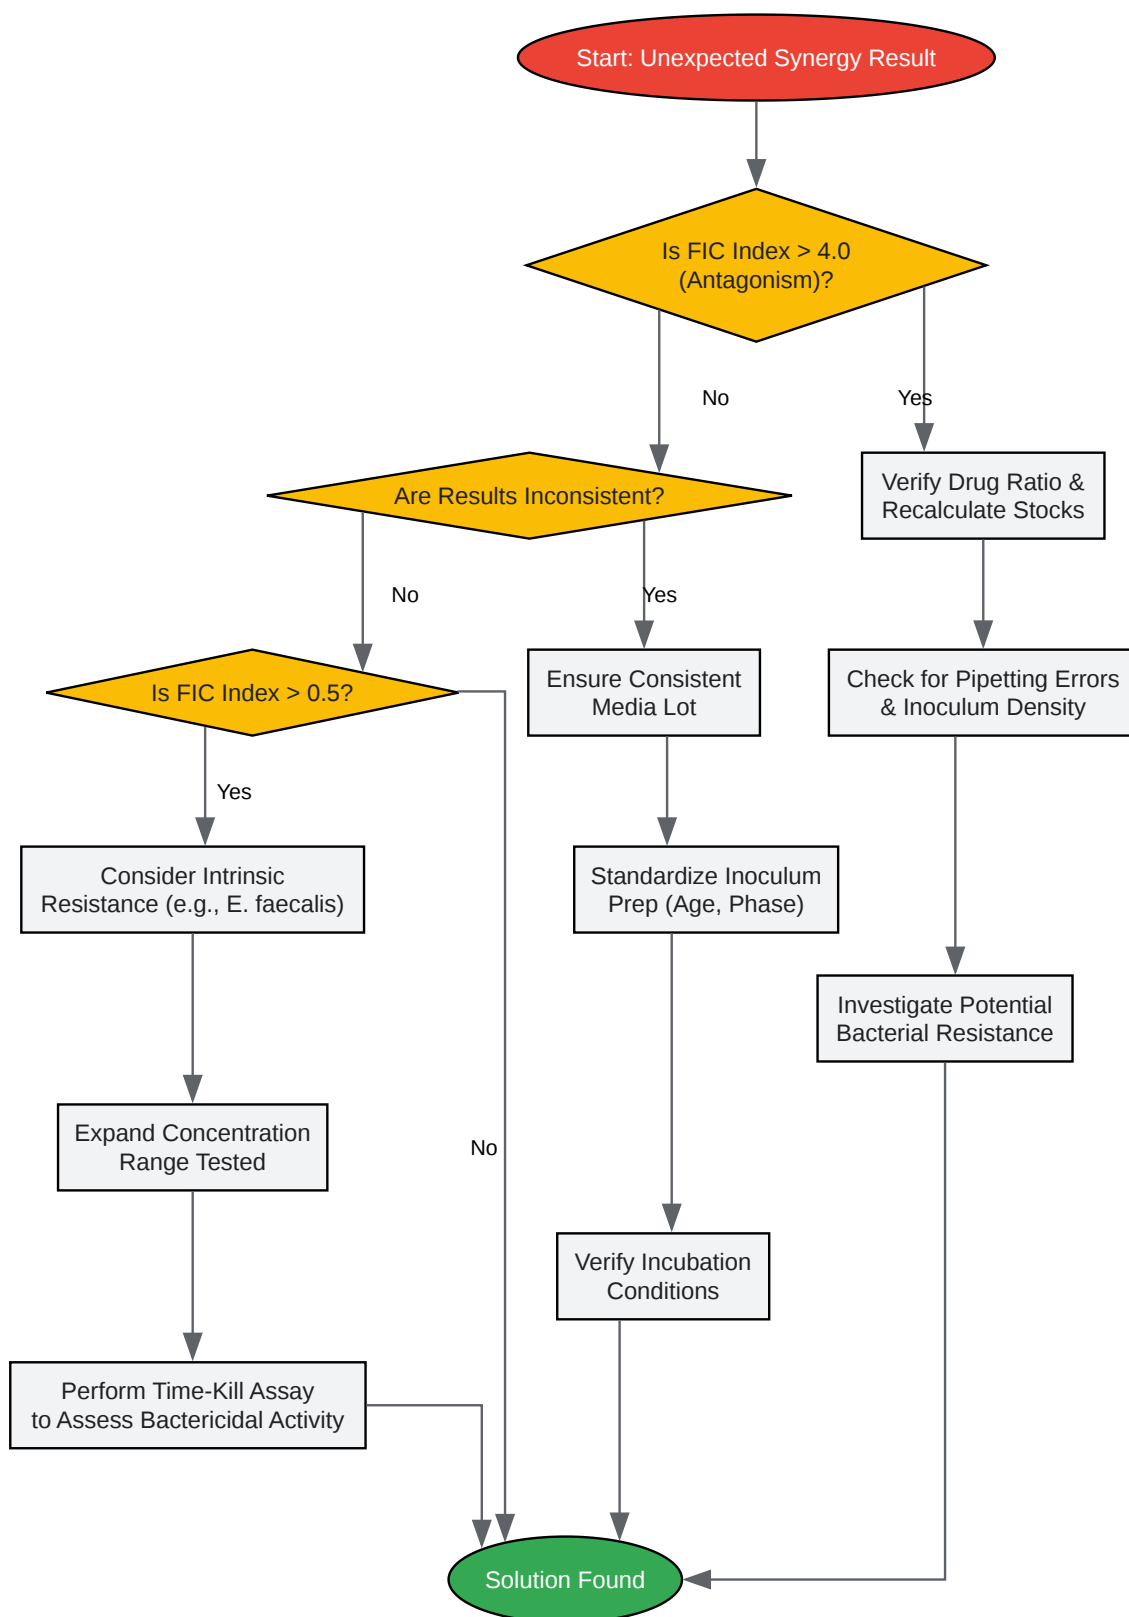 Start: Unexpected Synergy Result
Is FIC Index > 4.0
(Antagonism)?
No
Yes
Are Results Inconsistent?
Verify Drug Ratio &
Recalculate Stocks
No
Yes
Is FIC Index > 0.5?
Ensure Consistent
Media Lot
Check for Pipetting Errors
& Inoculum Density
Yes
Consider Intrinsic
Resistance (e.g., E. faecalis)
Standardize Inoculum
Prep (Age, Phase)
Investigate Potential
Bacterial Resistance
Expand Concentration
Range Tested
No
Verify Incubation
Conditions
Perform Time-Kill Assay
to Assess Bactericidal Activity
Solution Found